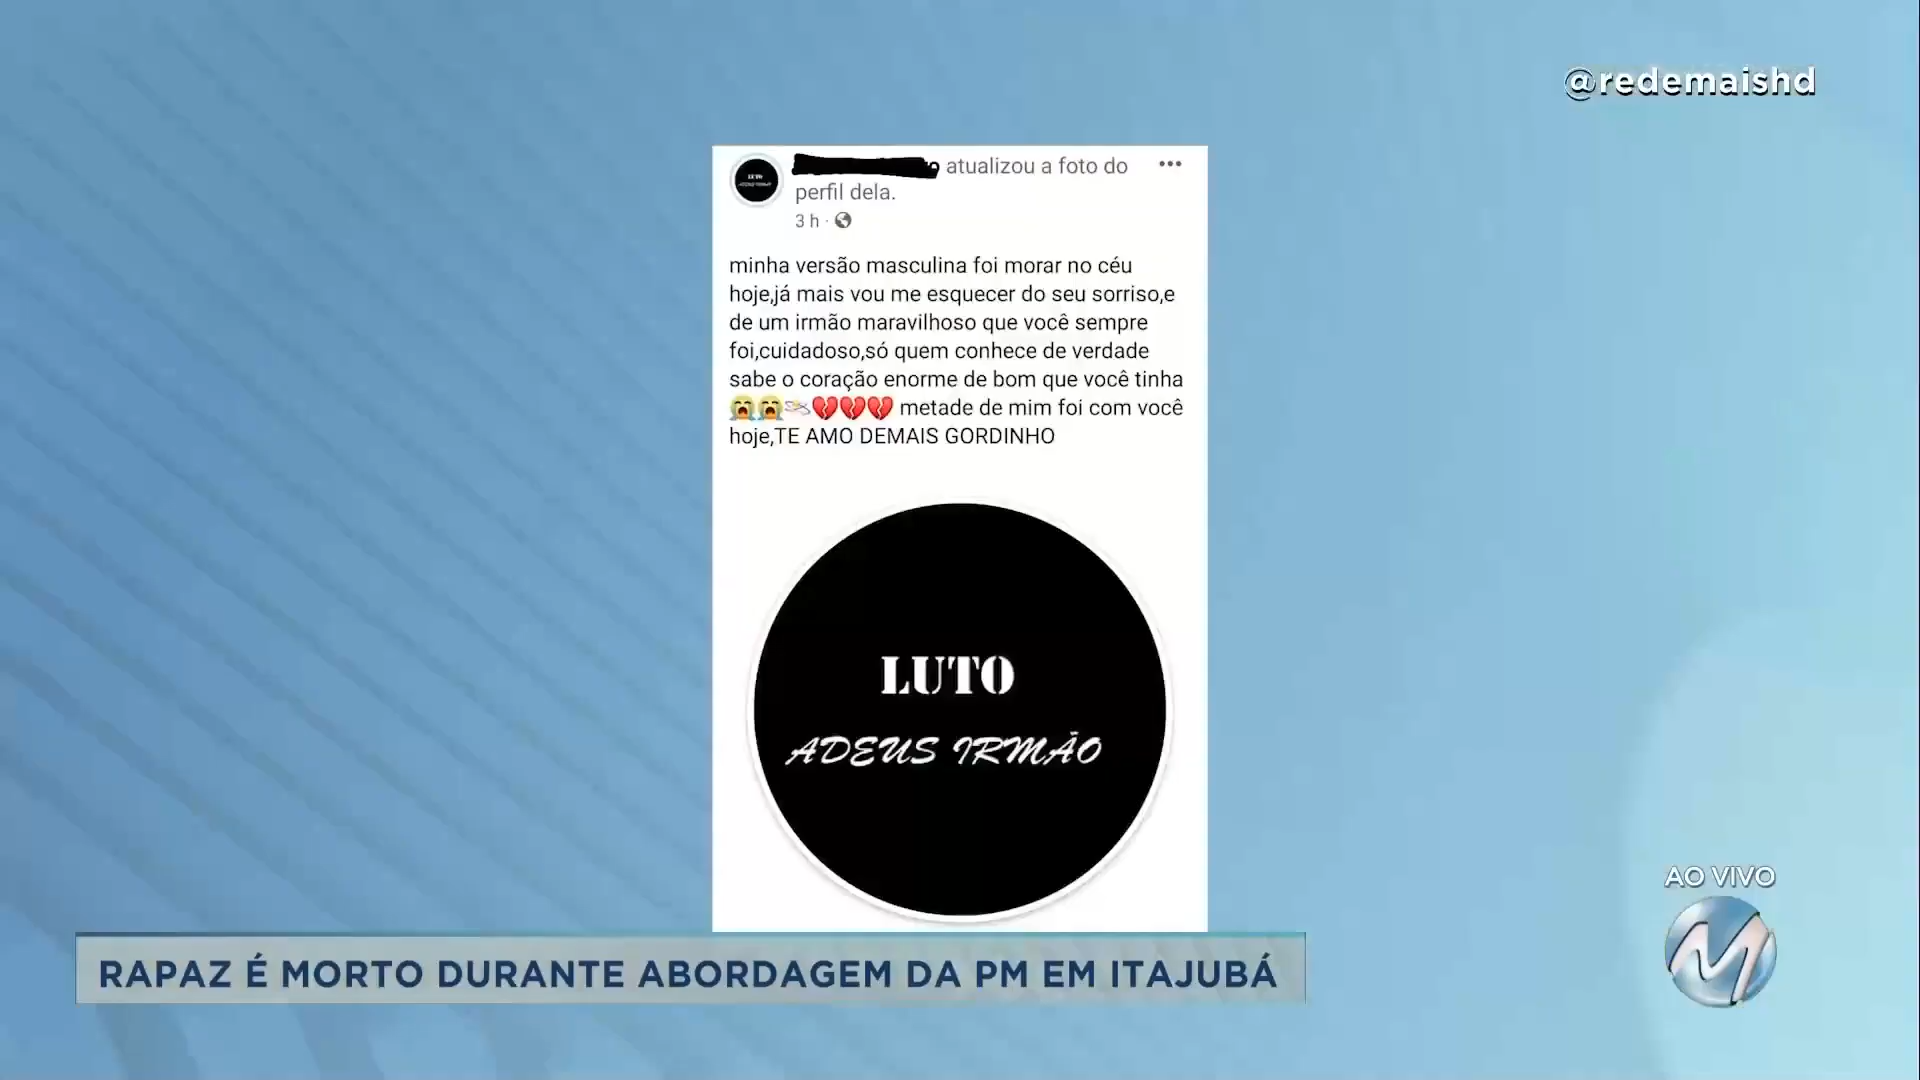 @redemaishd
atualizou a foto do
perfil dela.
3 h ·
minha versão masculina foi morar no céu
hoje,já mais vou me esquecer do seu sorriso,e
de um irmão maravilhoso que você sempre
foi,cuidadoso,só quem conhece de verdade
sabe o coração enorme de bom que você tinha
😭😭💔💔💔 metade de mim foi com você
hoje,TE AMO DEMAIS GORDINHO
LUTO
ADEUS IRMÃO
AO VIVO
RAPAZ É MORTO DURANTE ABORDAGEM DA PM EM ITAJUBÁ